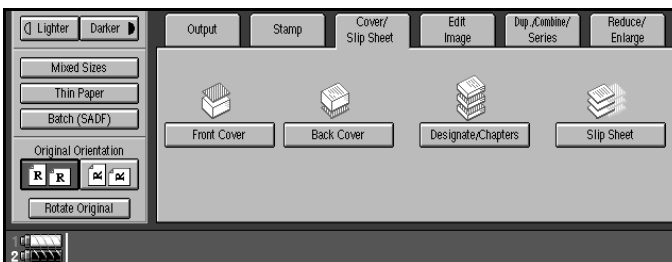 Lighter Darker
Mixed Sizes
Thin Paper
Batch (SADF)
Original Orientation
R R R R
Rotate Original
Output
Stamp
Cover/
Slip Sheet
Edit
Image
Dup./Combine/
Series
Reduce/
Enlarge
Front Cover
Back Cover
Designate/Chapters
Slip Sheet
1
2